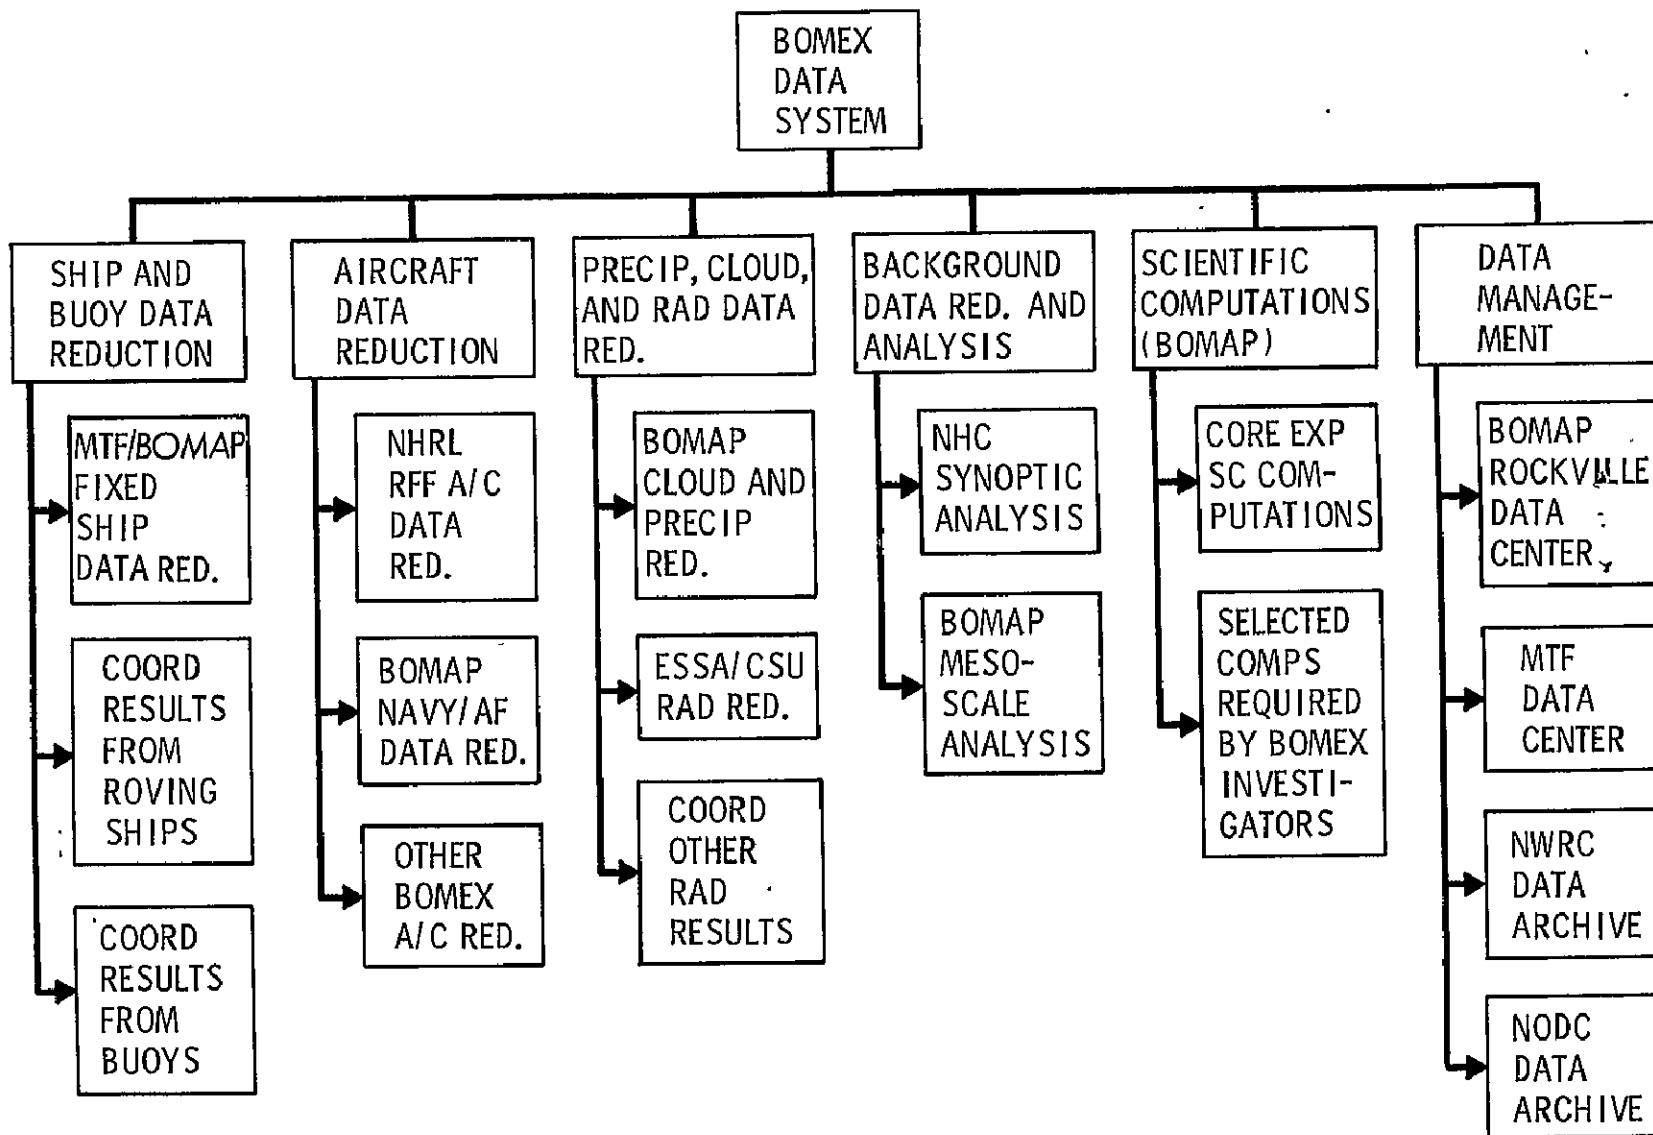 BOMEX
DATA
SYSTEM
SHIP AND
BUOY DATA
REDUCTION
MTF/BOMAP
FIXED
SHIP
DATA RED.
COORD
RESULTS
FROM
ROVING
SHIPS
COORD
RESULTS
FROM
BUOYS
AIRCRAFT
DATA
REDUCTION
NHRL
RFF A/C
DATA
RED.
BOMAP
NAVY/AF
DATA RED.
OTHER
BOMEX
A/C RED.
PRECIP, CLOUD,
AND RAD DATA
RED.
BOMAP
CLOUD AND
PRECIP
RED.
ESSA/CSU
RAD RED.
COORD
OTHER
RAD
RESULTS
BACKGROUND
DATA RED. AND
ANALYSIS
NHC
SYNOPTIC
ANALYSIS
BOMAP
MESO-
SCALE
ANALYSIS
SCIENTIFIC
COMPUTATIONS
(BOMAP)
CORE EXP
SC COM-
PUTATIONS
SELECTED
COMPS
REQUIRED
BY BOMEX
INVESTI-
GATORS
DATA
MANAGE-
MENT
BOMAP
ROCKVILLE
DATA
CENTER
MTF
DATA
CENTER
NWRC
DATA
ARCHIVE
NODC
DATA
ARCHIVE